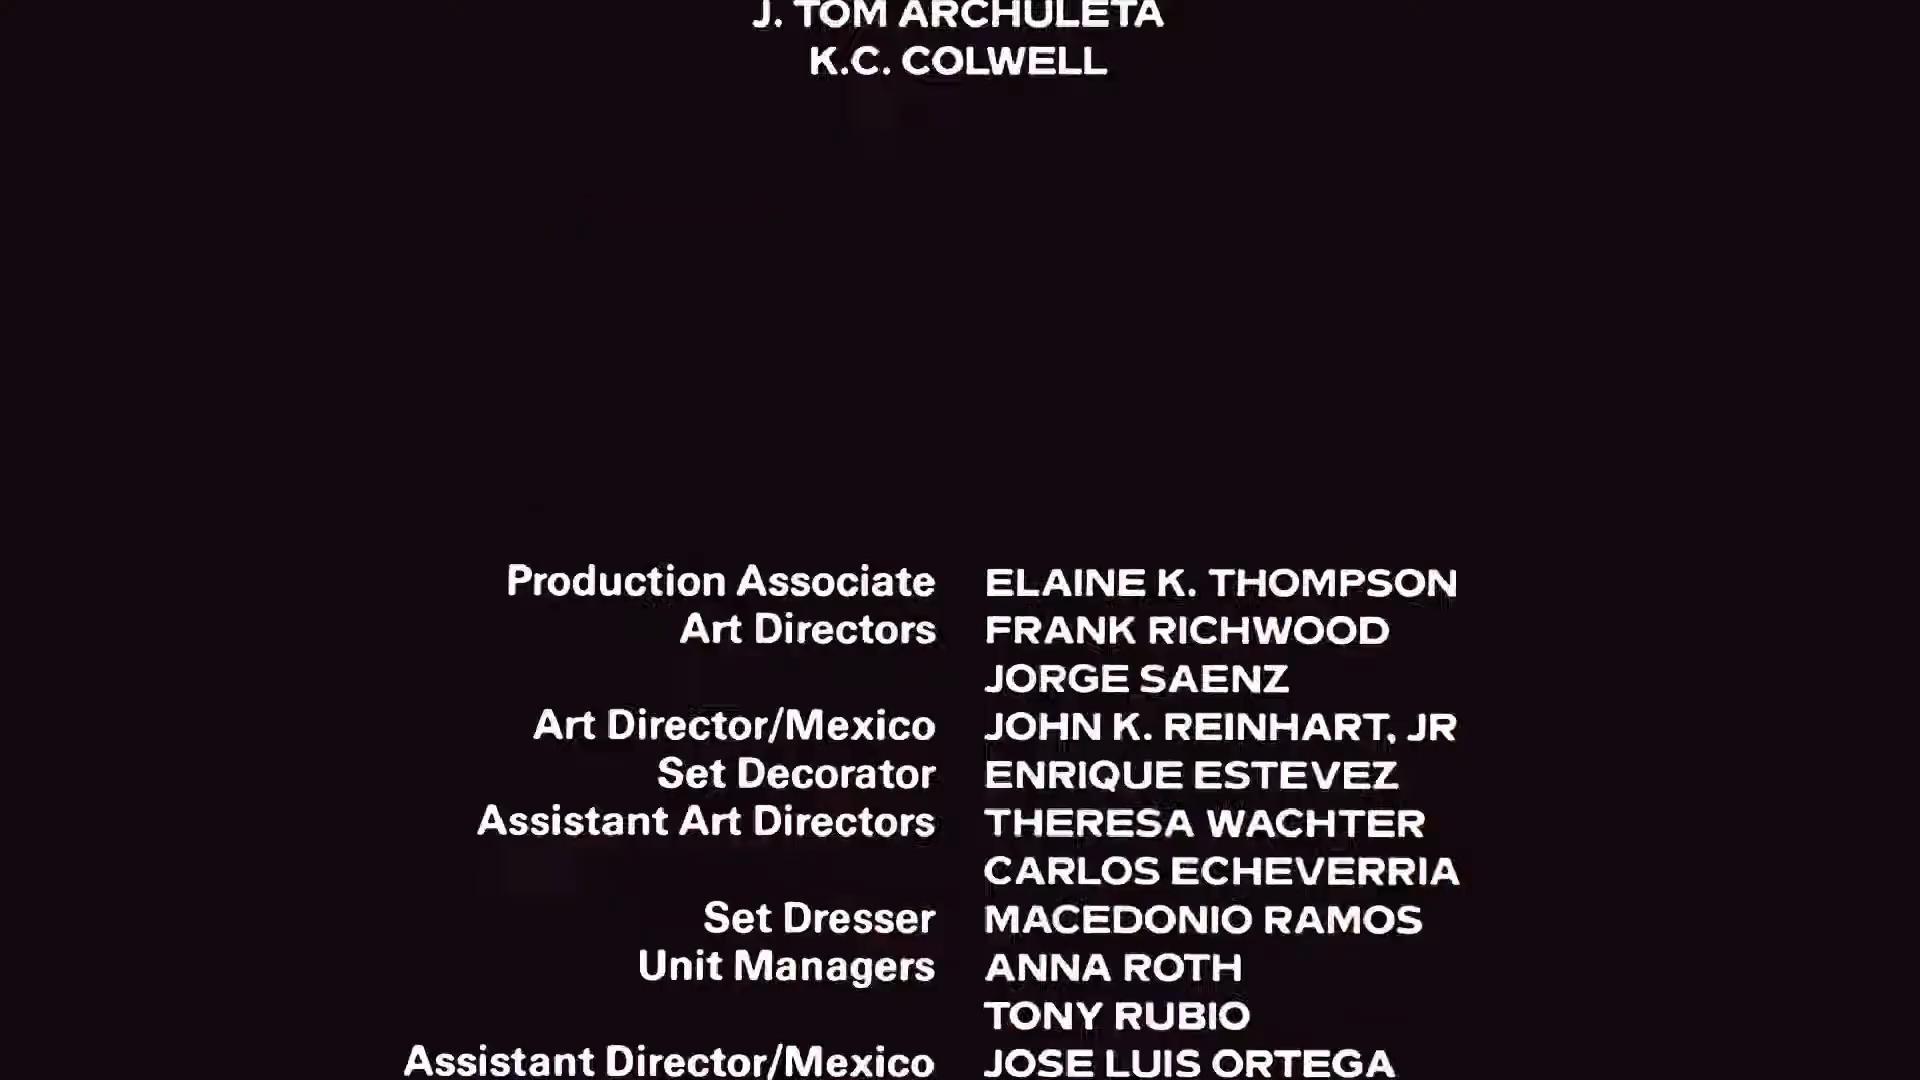 J. TOM ARCHULETA
K.C. COLWELL
Production Associate ELAINE K. THOMPSON
Art Directors FRANK RICHWOOD
JORGE SAENZ
Art Director/Mexico JOHN K. REINHART, JR
Set Decorator ENRIQUE ESTEVEZ
Assistant Art Directors THERESA WACHTER
CARLOS ECHEVERRIA
Set Dresser MACEDONIO RAMOS
Unit Managers ANNA ROTH
TONY RUBIO
Assistant Director/Mexico JOSE LUIS ORTEGA